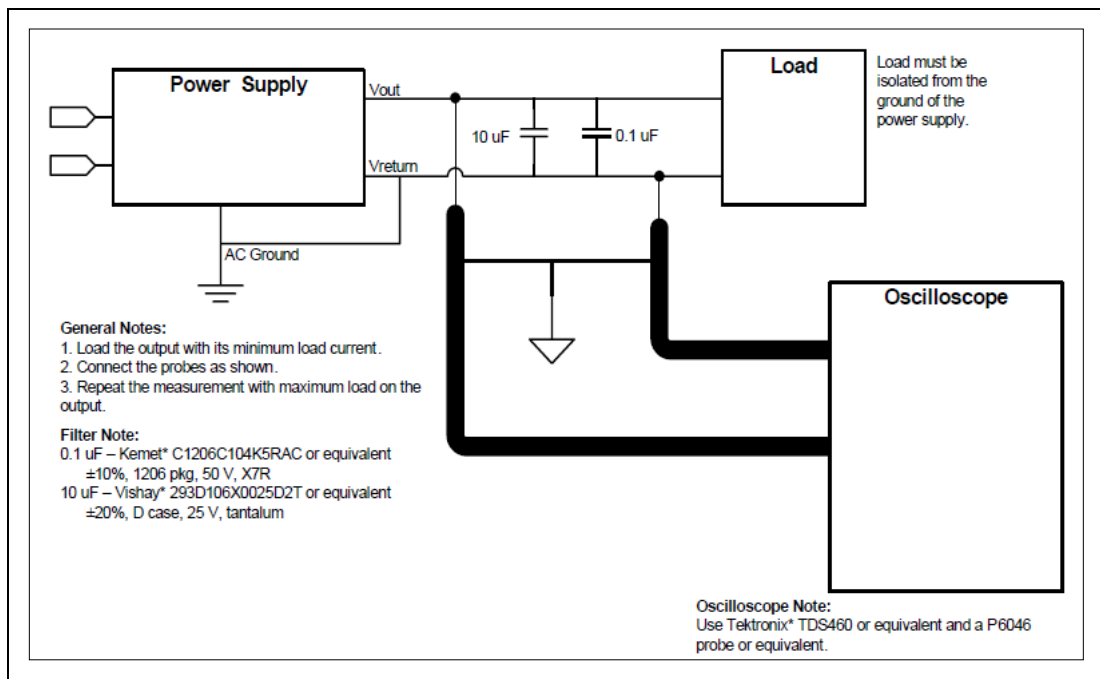 Power Supply
Vout
Vreturn
AC Ground
10 uF
0.1 uF
Load
Load must be
isolated from the
ground of the
power supply.
Oscilloscope
General Notes:
1. Load the output with its minimum load current.
2. Connect the probes as shown.
3. Repeat the measurement with maximum load on the
output.
Filter Note:
0.1 uF – Kemet* C1206C104K5RAC or equivalent
±10%, 1206 pkg, 50 V, X7R
10 uF – Vishay* 293D106X0025D2T or equivalent
±20%, D case, 25 V, tantalum
Oscilloscope Note:
Use Tektronix* TDS460 or equivalent and a P6046
probe or equivalent.